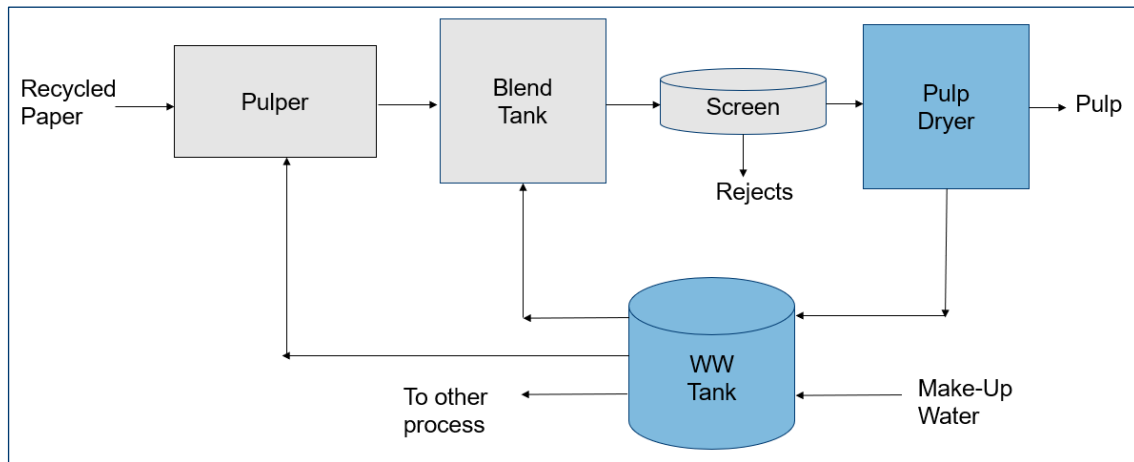 Recycled
Paper
Pulper
Blend
Tank
Screen
Pulp
Dryer
Pulp
Rejects
WW
Tank
To other
process
Make-Up
Water